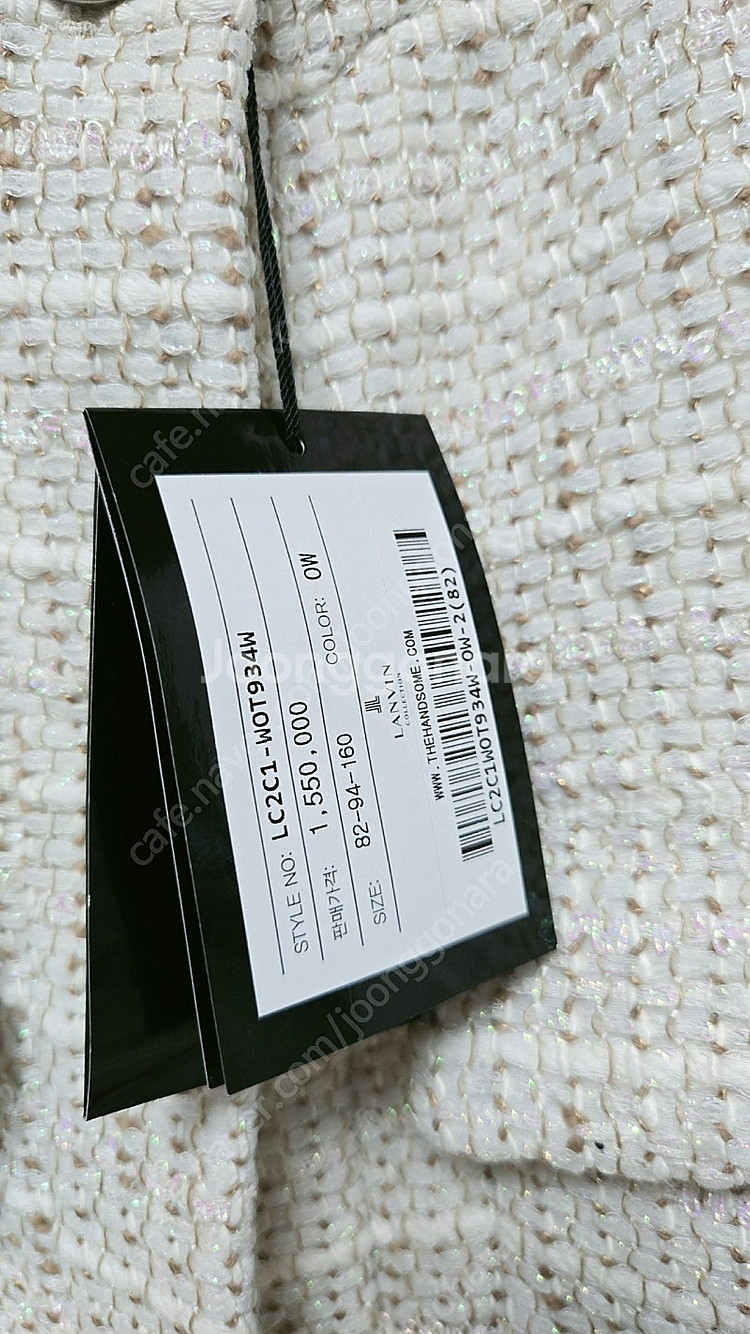 STYLE NO: LC2C1-WOT934W
판매가격: 1,550,000 COLOR: OW
SIZE: 82-94-160
LANVIN
COLLECTION
WWW.THEHANDSOME.COM
LC2C1WOT934W-OW-2(82)
Joonggonara
cafe.naver.com/joonggonara